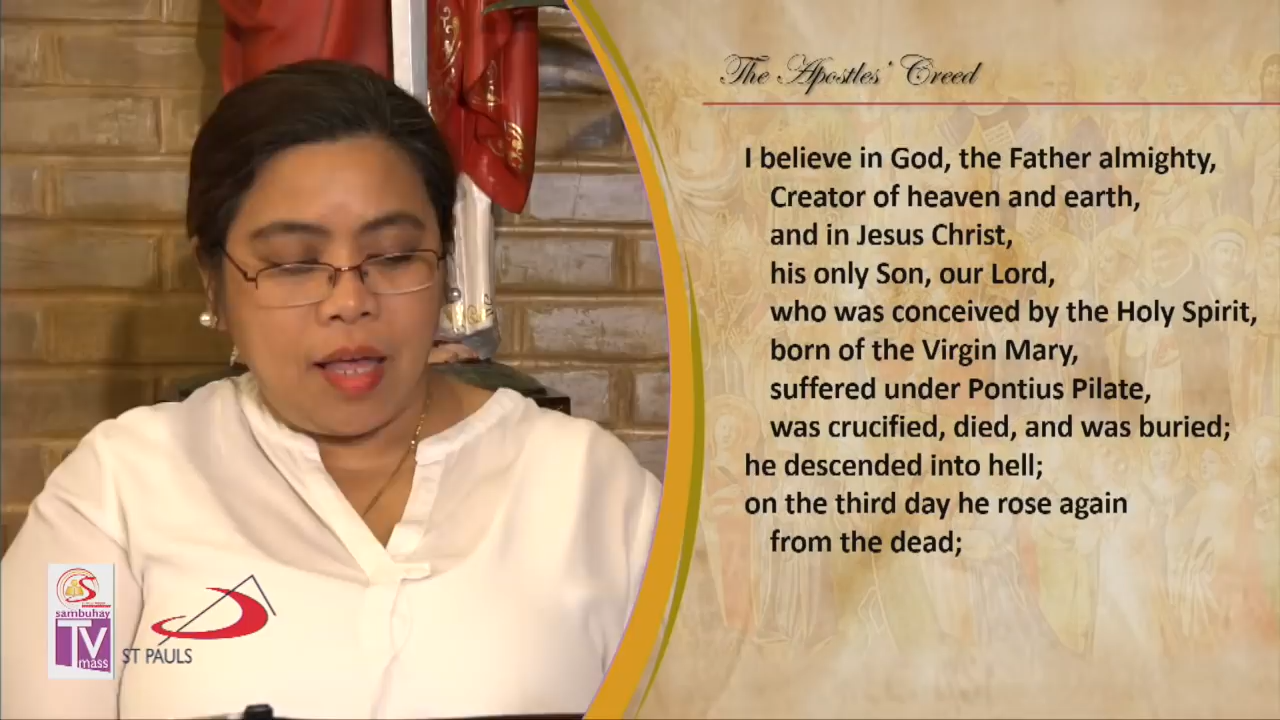 The Apostles' Creed
I believe in God, the Father almighty,
Creator of heaven and earth,
and in Jesus Christ,
his only Son, our Lord,
who was conceived by the Holy Spirit,
born of the Virgin Mary,
suffered under Pontius Pilate,
was crucified, died, and was buried;
he descended into hell;
on the third day he rose again
from the dead;
sambuhay
TV
mass
ST PAULS